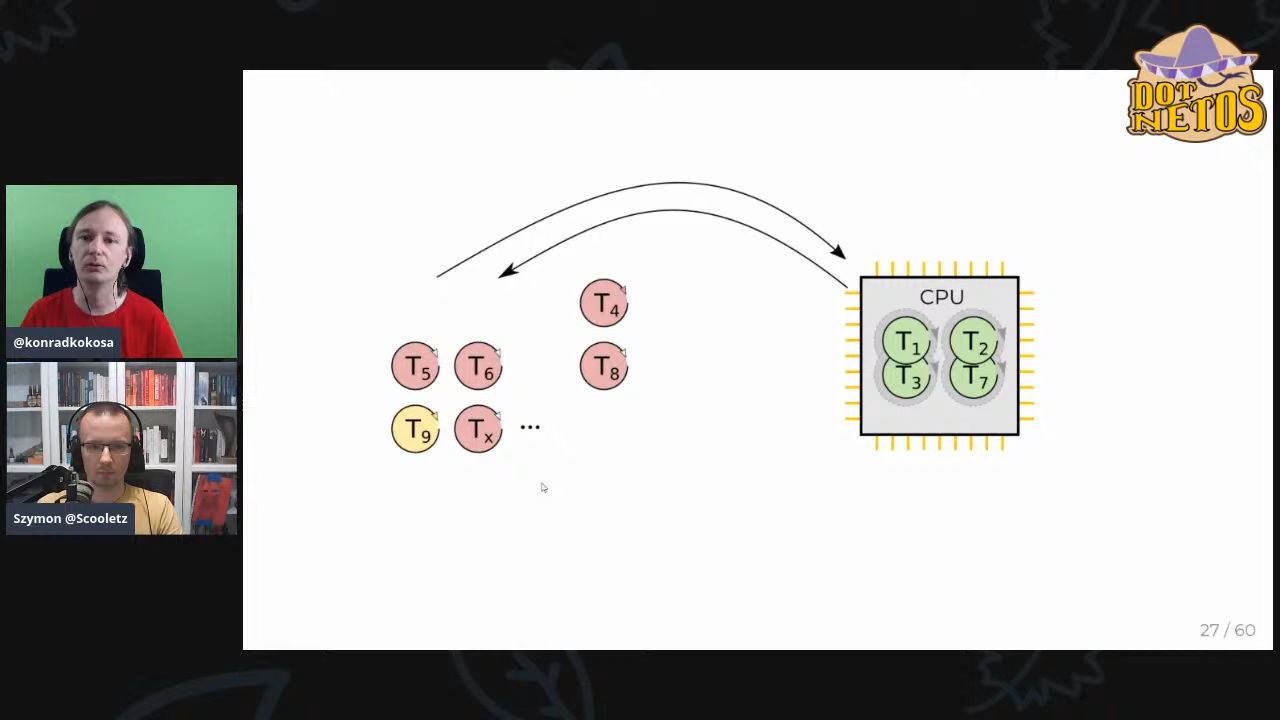 DOT
NETOS
@konradkokosa
Szymon @Scooletz
T4
T5 T6 T8
T9 Tx ...
CPU
T1 T2
T3 T7
27 / 60